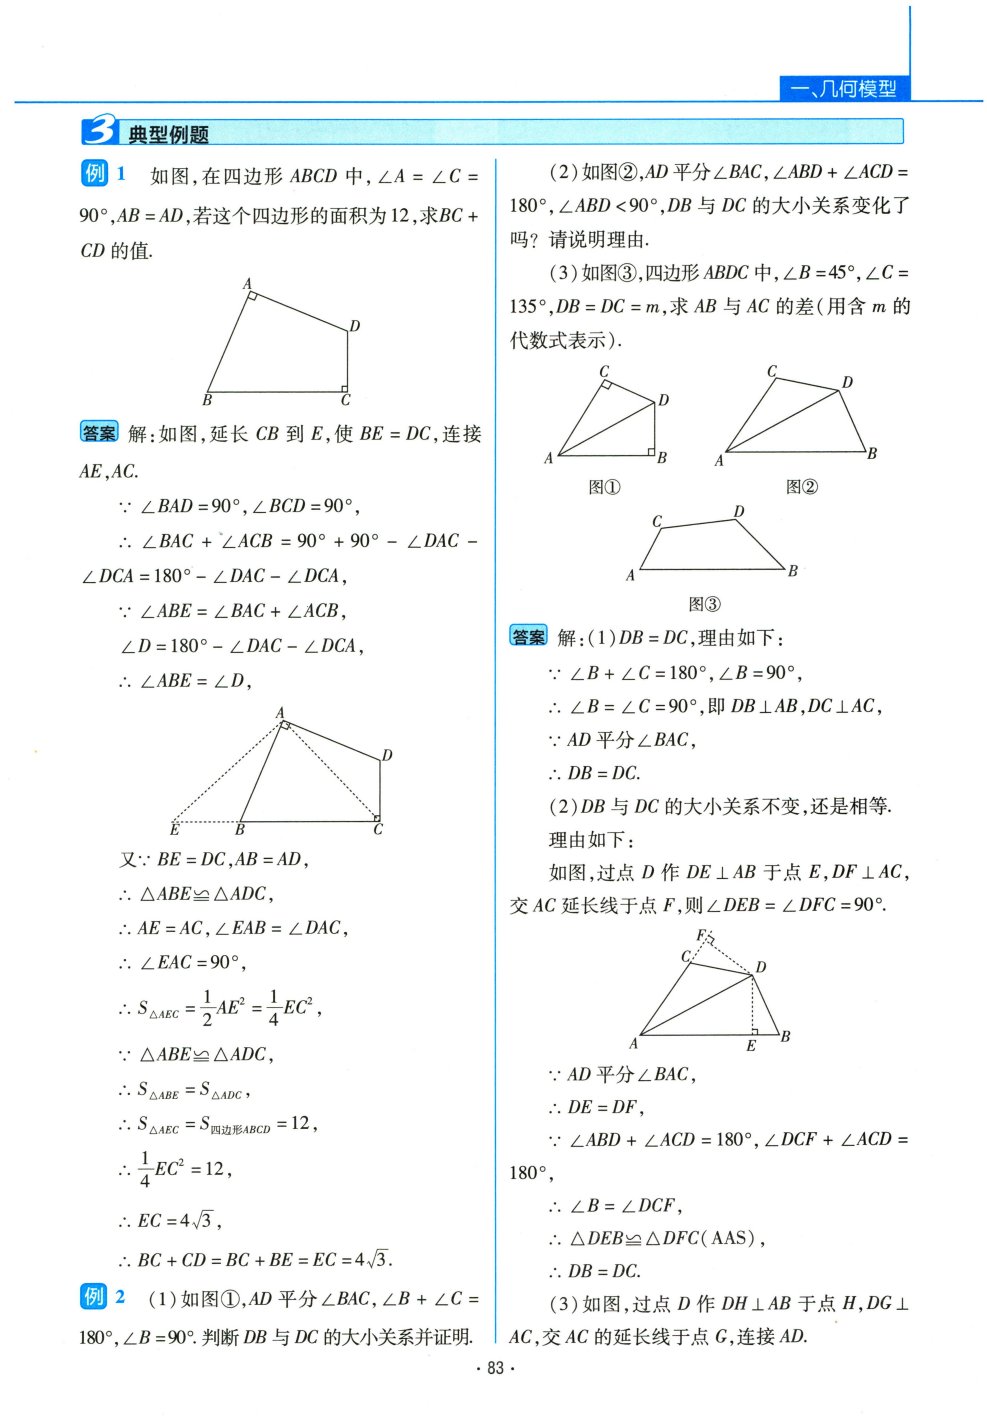 一、几何模型
3 典型例题
例 1 如图,在四边形 ABCD 中,∠A = ∠C =
90°,AB = AD,若这个四边形的面积为12,求BC +
CD 的值.
A
D
B
C
答案 解:如图,延长 CB 到 E,使 BE = DC,连接
AE,AC.
∵ ∠BAD = 90°,∠BCD = 90°,
∴ ∠BAC + ∠ACB = 90° + 90° - ∠DAC -
∠DCA = 180° - ∠DAC - ∠DCA,
∵ ∠ABE = ∠BAC + ∠ACB,
∠D = 180° - ∠DAC - ∠DCA,
∴ ∠ABE = ∠D,
A
D
E
B
C
又∵ BE = DC,AB = AD,
∴ △ABE≌△ADC,
∴ AE = AC,∠EAB = ∠DAC,
∴ ∠EAC = 90°,
∴ S△AEC = 1/2 AE² = 1/4 EC²,
∵ △ABE≌△ADC,
∴ S△ABE = S△ADC,
∴ S△AEC = S四边形ABCD = 12,
∴ 1/4 EC² = 12,
∴ EC = 4√3,
∴ BC + CD = BC + BE = EC = 4√3.
例 2 (1)如图①,AD 平分∠BAC,∠B + ∠C =
180°,∠B = 90°. 判断 DB 与 DC 的大小关系并证明.
(2)如图②,AD 平分∠BAC,∠ABD + ∠ACD =
180°,∠ABD < 90°,DB 与 DC 的大小关系变化了
吗? 请说明理由.
(3)如图③,四边形 ABDC 中,∠B = 45°,∠C =
135°,DB = DC = m,求 AB 与 AC 的差(用含 m 的
代数式表示).
C
D
A
B
图①
C
D
A
B
图②
C
D
A
B
图③
答案 解:(1)DB = DC,理由如下:
∵ ∠B + ∠C = 180°,∠B = 90°,
∴ ∠B = ∠C = 90°,即 DB⊥AB,DC⊥AC,
∵ AD 平分∠BAC,
∴ DB = DC.
(2)DB 与 DC 的大小关系不变,还是相等.
理由如下:
如图,过点 D 作 DE⊥AB 于点 E,DF⊥AC,
交 AC 延长线于点 F,则∠DEB = ∠DFC = 90°.
F
C
D
A
E
B
∵ AD 平分∠BAC,
∴ DE = DF,
∵ ∠ABD + ∠ACD = 180°,∠DCF + ∠ACD =
180°,
∴ ∠B = ∠DCF,
∴ △DEB≌△DFC(AAS),
∴ DB = DC.
(3)如图,过点 D 作 DH⊥AB 于点 H,DG⊥
AC,交 AC 的延长线于点 G,连接 AD.
· 83 ·